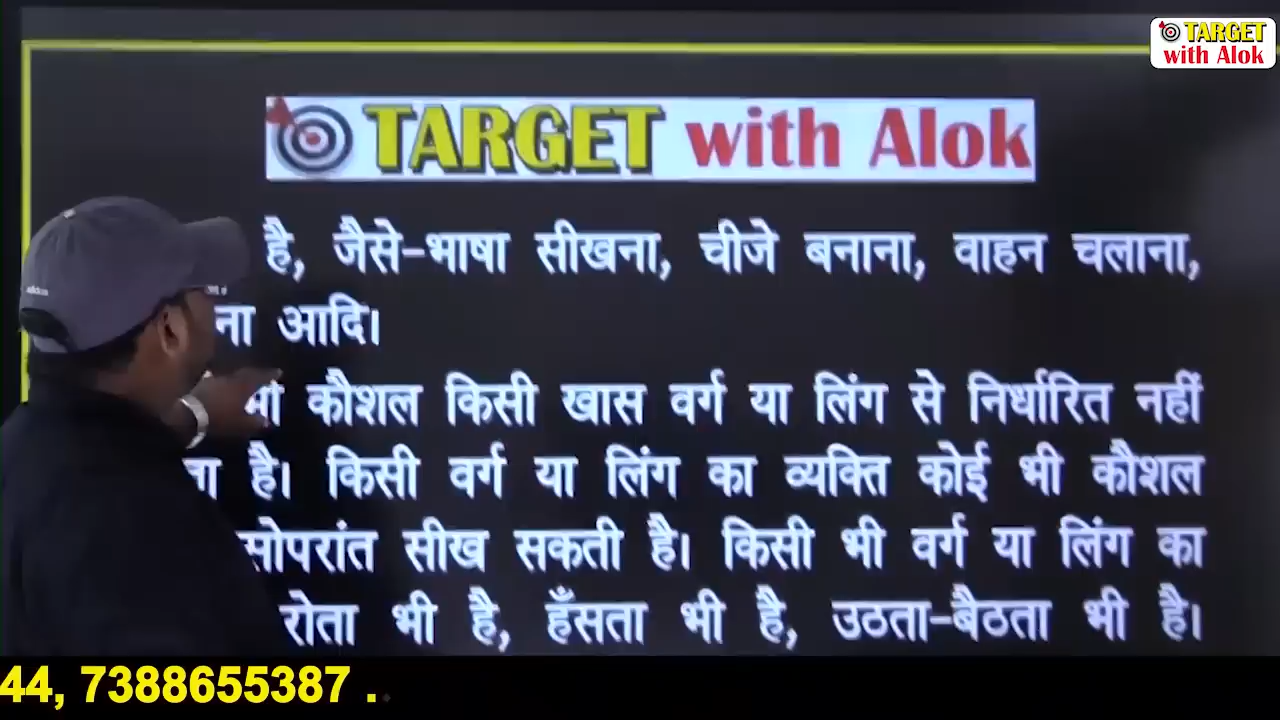 TARGET
with Alok
TARGET with Alok
है, जैसे-भाषा सीखना, चीजे बनाना, वाहन चलाना,
आदि।
कौशल किसी खास वर्ग या लिंग से निर्धारित नहीं
है। किसी वर्ग या लिंग का व्यक्ति कोई भी कौशल
सीख सकती है। किसी भी वर्ग या लिंग का
रोता भी है, हँसता भी है, उठता-बैठता भी है।
44, 7388655387 .